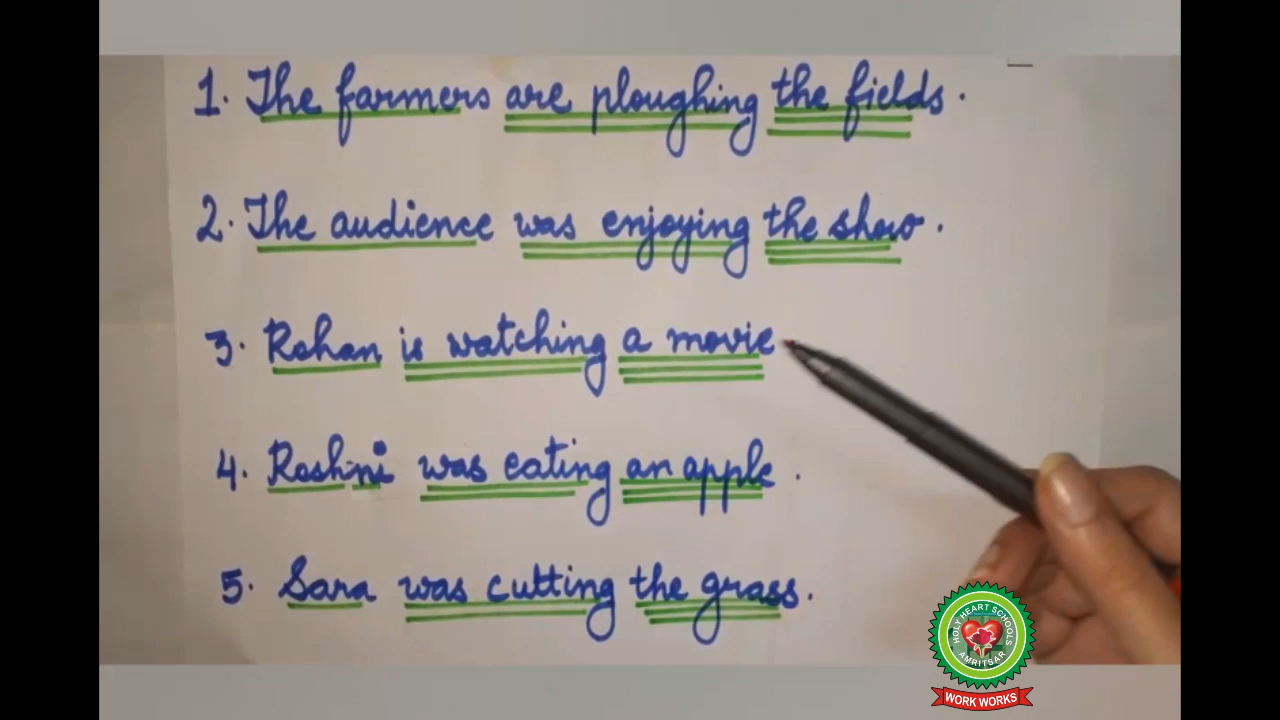 1. The farmers are ploughing the fields.
2. The audience was enjoying the show.
3. Rohan is watching a movie
4. Roshni was eating an apple.
5. Sara was cutting the grass.
HOLY HEART SCHOOLS
AMRITSAR
WORK WORKS